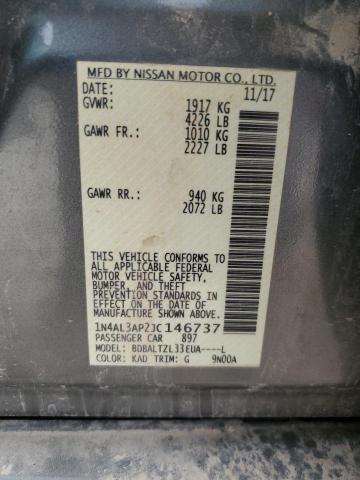 MFD BY NISSAN MOTOR CO., LTD.
DATE: 11/17
GVWR: 1917 KG
4226 LB
GAWR FR.: 1010 KG
2227 LB
GAWR RR.: 940 KG
2072 LB
THIS VEHICLE CONFORMS TO
ALL APPLICABLE FEDERAL
MOTOR VEHICLE SAFETY,
BUMPER, AND THEFT
PREVENTION STANDARDS IN
EFFECT ON THE DATE OF
MANUFACTURE SHOWN ABOVE.
1N4AL3AP2JC146737
PASSENGER CAR 897
MODEL: BDBALTZL33EUA----L
COLOR: KAD TRIM: G 9N00A